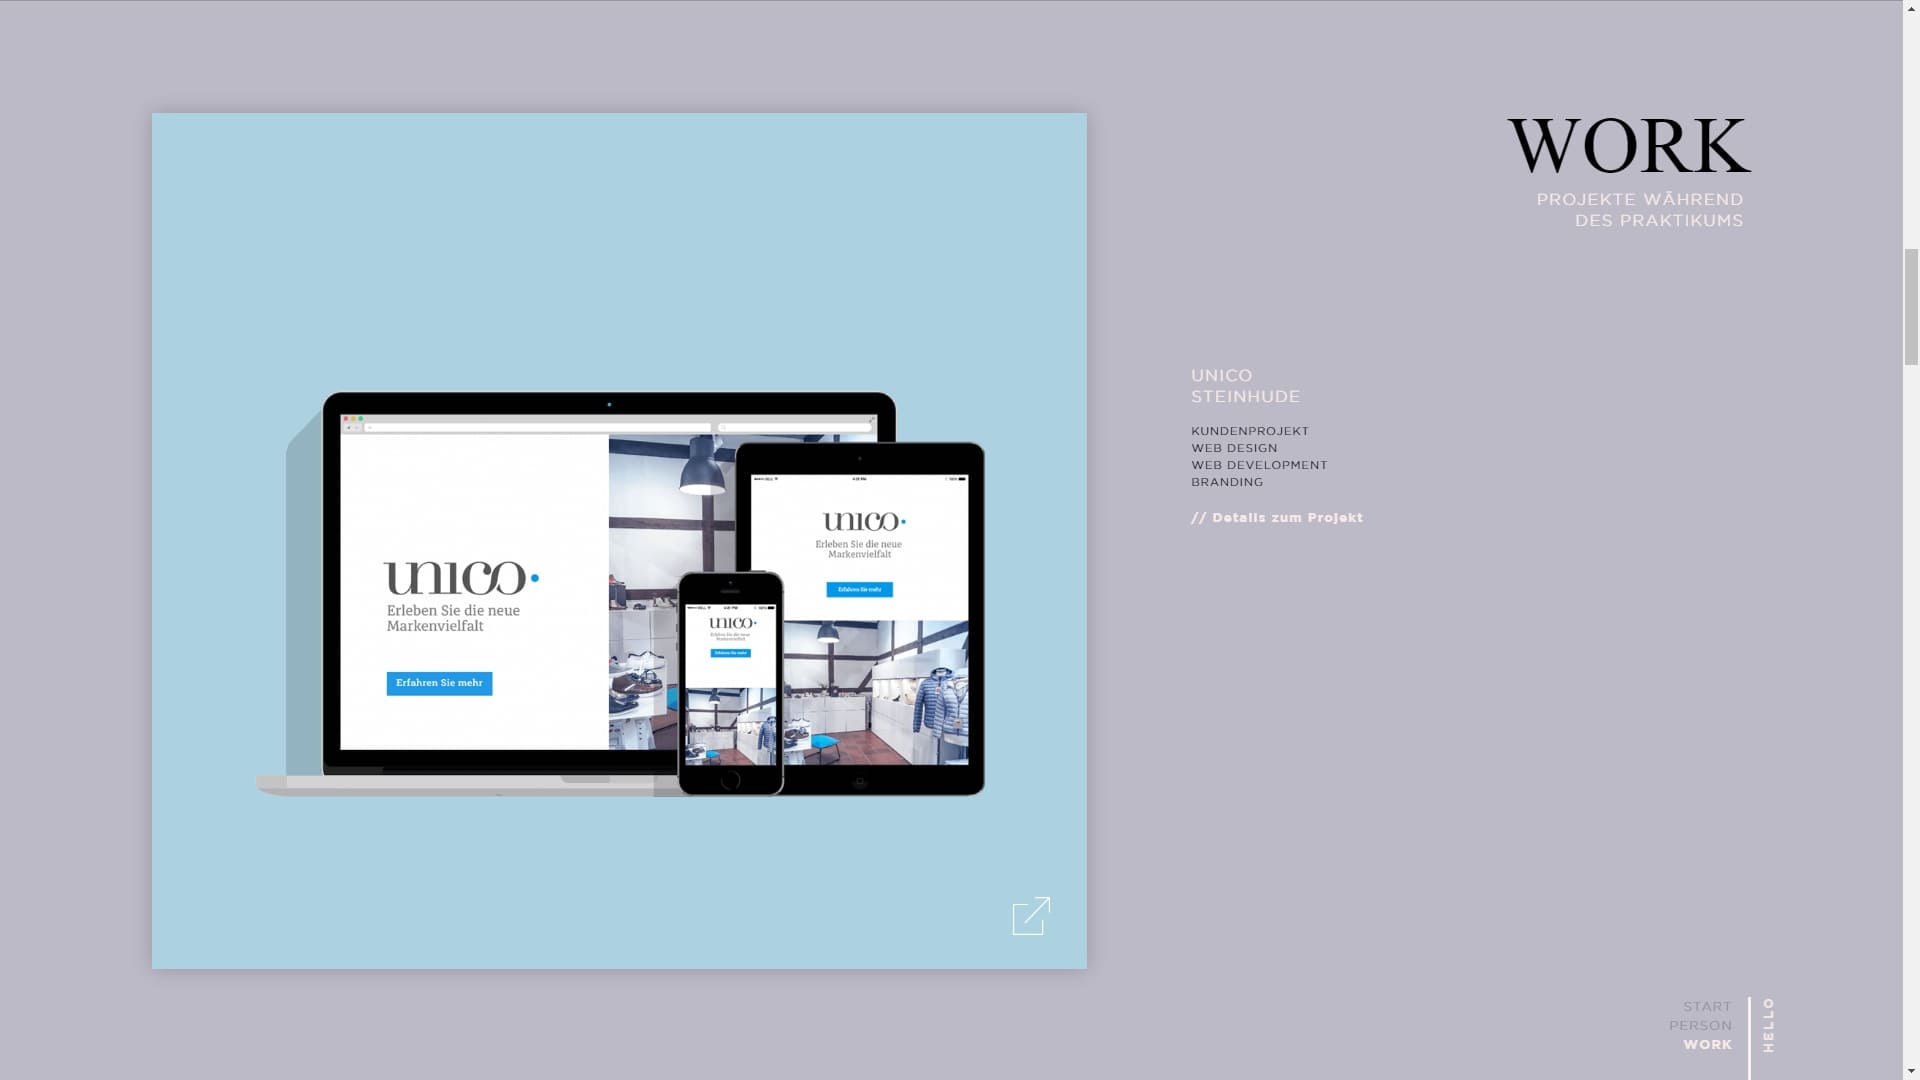 WORK
PROJEKTE WÄHREND
DES PRAKTIKUMS
UNICO
STEINHUDE
KUNDENPROJEKT
WEB DESIGN
WEB DEVELOPMENT
BRANDING
// Details zum Projekt
unico
Erleben Sie die neue
Markenvielfalt
Erfahren Sie mehr
unico
Erleben Sie die neue
Markenvielfalt
Erfahren Sie mehr
unico
Erleben Sie die neue
Markenvielfalt
Erfahren Sie mehr
START
PERSON
WORK
HELLO